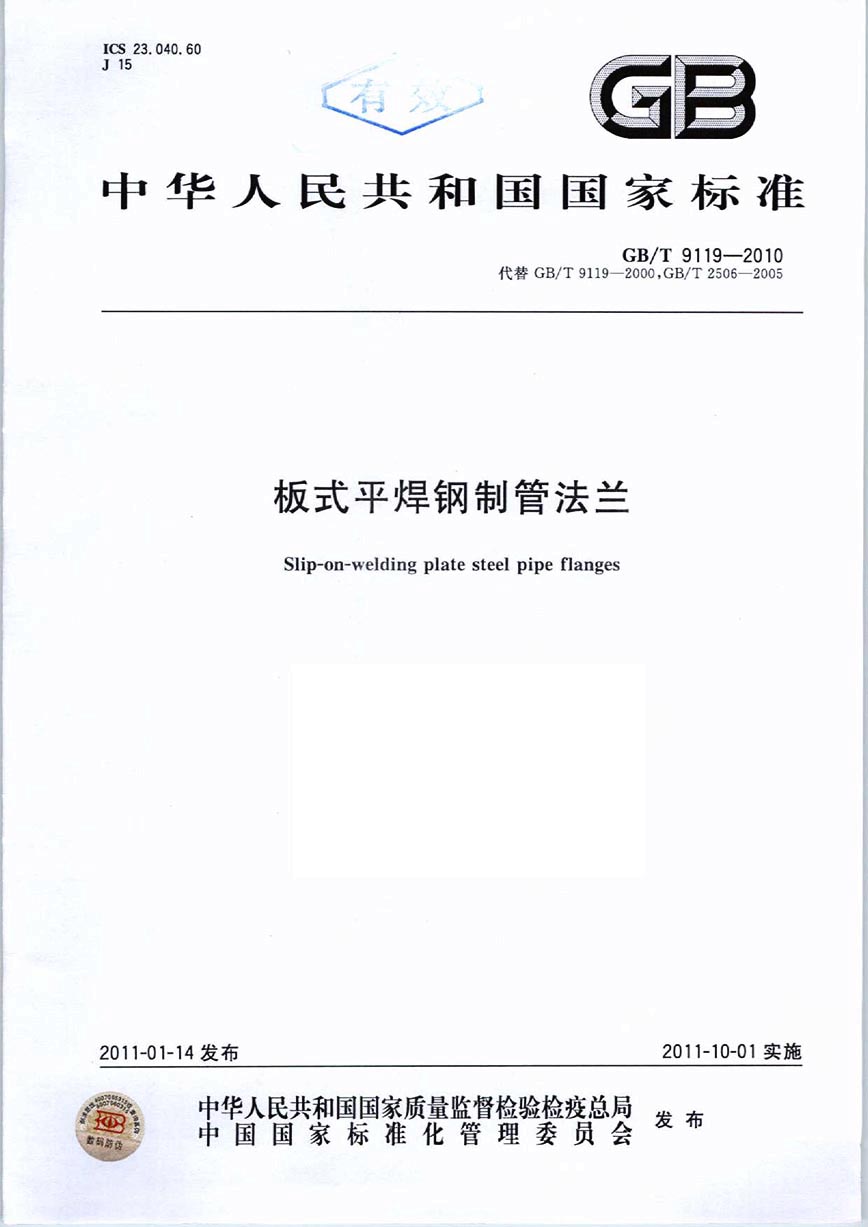 ICS 23.040.60
J 15
有效
GB
中华人民共和国国家标准
GB/T 9119—2010
代替 GB/T 9119—2000,GB/T 2506—2005
板式平焊钢制管法兰
Slip-on-welding plate steel pipe flanges
2011-01-14 发布
2011-10-01 实施
中华人民共和国国家质量监督检验检疫总局
中国国家标准化管理委员会
发布
数码防伪